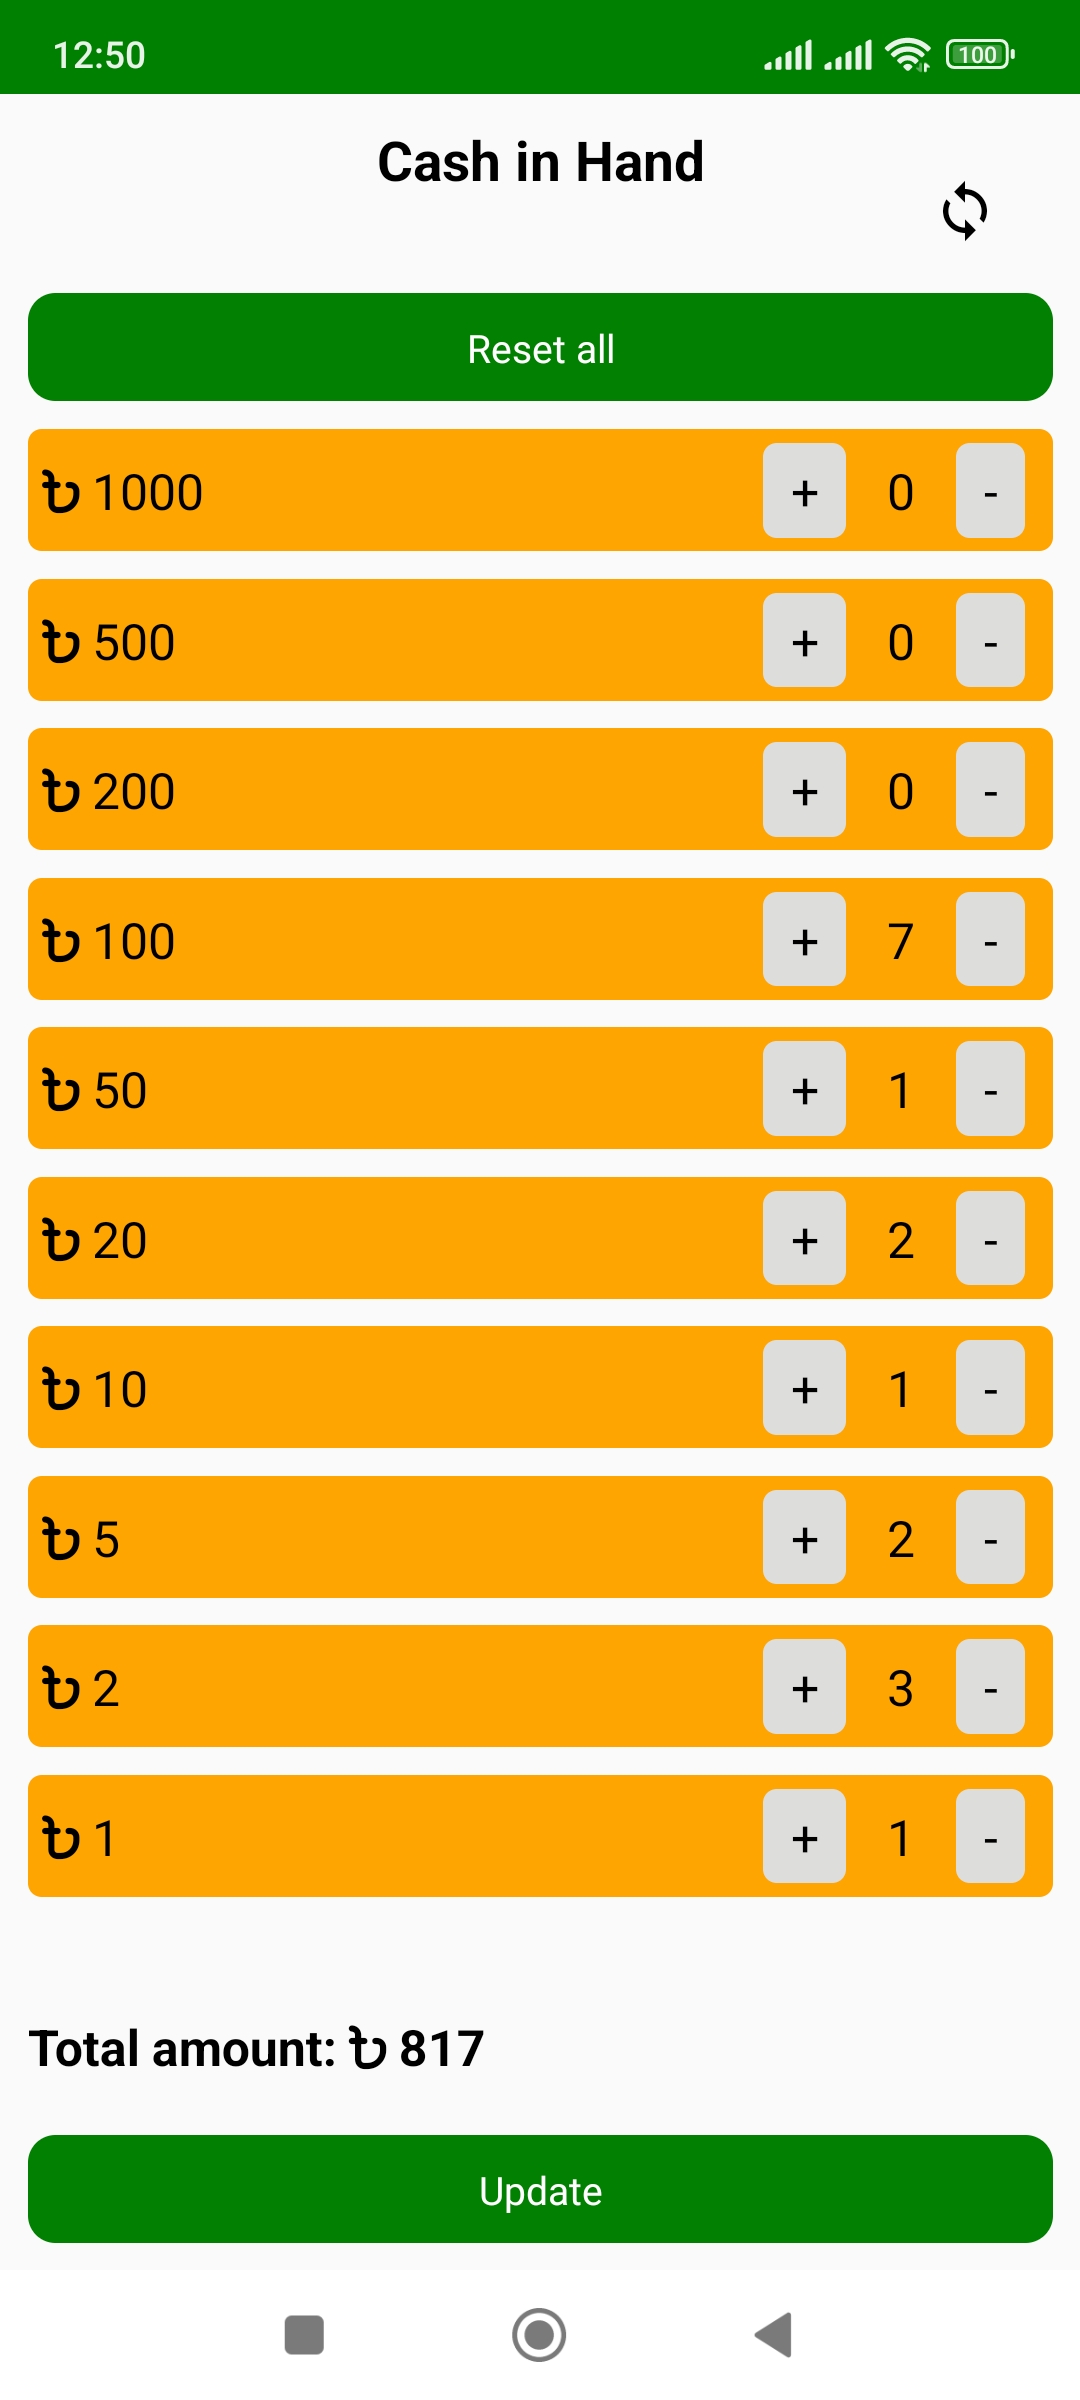 12:50 100
Cash in Hand
Reset all
৳ 1000 + 0 -
৳ 500 + 0 -
৳ 200 + 0 -
৳ 100 + 7 -
৳ 50 + 1 -
৳ 20 + 2 -
৳ 10 + 1 -
৳ 5 + 2 -
৳ 2 + 3 -
৳ 1 + 1 -
Total amount: ৳ 817
Update